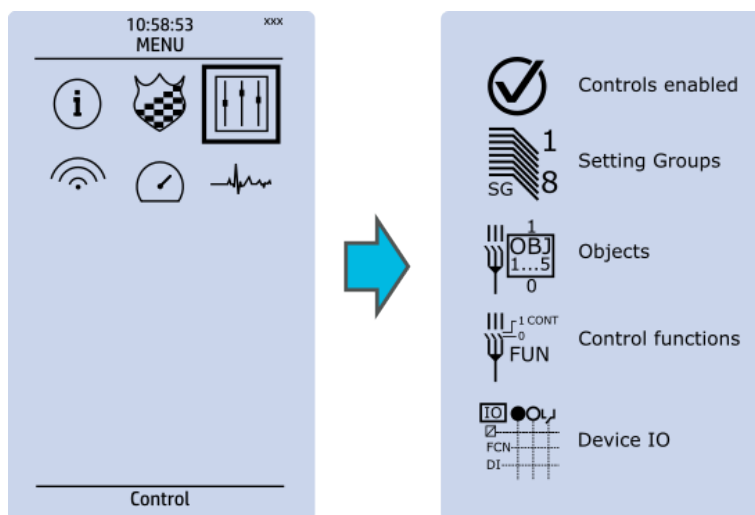 10:58:53
xxx
MENU
i
Control
Controls enabled
1
SG
8
Setting Groups
1
OBJ
1...5
0
Objects
1 CONT
0
FUN
Control functions
IO
FCN
DI
Device IO